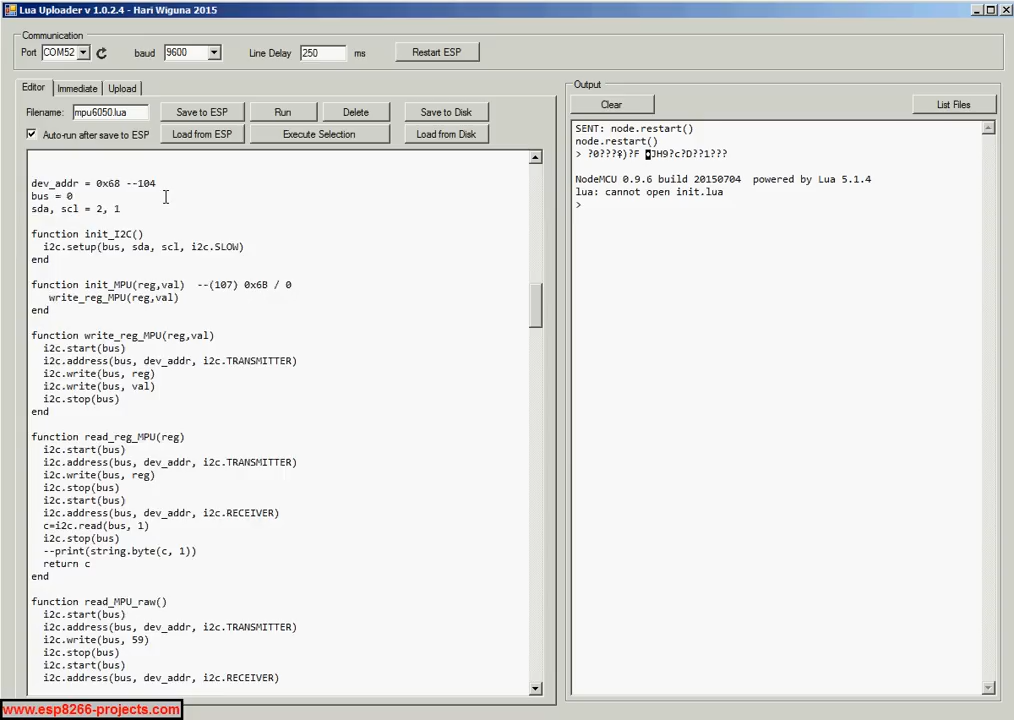 Lua Uploader v 1.0.2.4 - Hari Wiguna 2015
Communication
Port COM52 baud 9600 Line Delay 250 ms Restart ESP
Editor Immediate Upload
Filename: mpu6050.lua Save to ESP Run Delete Save to Disk
Auto-run after save to ESP Load from ESP Execute Selection Load from Disk
dev_addr = 0x68 --104
bus = 0
sda, scl = 2, 1
function init_I2C()
i2c.setup(bus, sda, scl, i2c.SLOW)
end
function init_MPU(reg,val) --(107) 0x6B / 0
write_reg_MPU(reg,val)
end
function write_reg_MPU(reg,val)
i2c.start(bus)
i2c.address(bus, dev_addr, i2c.TRANSMITTER)
i2c.write(bus, reg)
i2c.write(bus, val)
i2c.stop(bus)
end
function read_reg_MPU(reg)
i2c.start(bus)
i2c.address(bus, dev_addr, i2c.TRANSMITTER)
i2c.write(bus, reg)
i2c.stop(bus)
i2c.start(bus)
i2c.address(bus, dev_addr, i2c.RECEIVER)
c=i2c.read(bus, 1)
i2c.stop(bus)
--print(string.byte(c, 1))
return c
end
function read_MPU_raw()
i2c.start(bus)
i2c.address(bus, dev_addr, i2c.TRANSMITTER)
i2c.write(bus, 59)
i2c.stop(bus)
i2c.start(bus)
i2c.address(bus, dev_addr, i2c.RECEIVER)
Output
Clear List Files
SENT: node.restart()
node.restart()
> ?0???♀)?F ◘JH9?c?D??1???
NodeMCU 0.9.6 build 20150704 powered by Lua 5.1.4
lua: cannot open init.lua
>
www.esp8266-projects.com